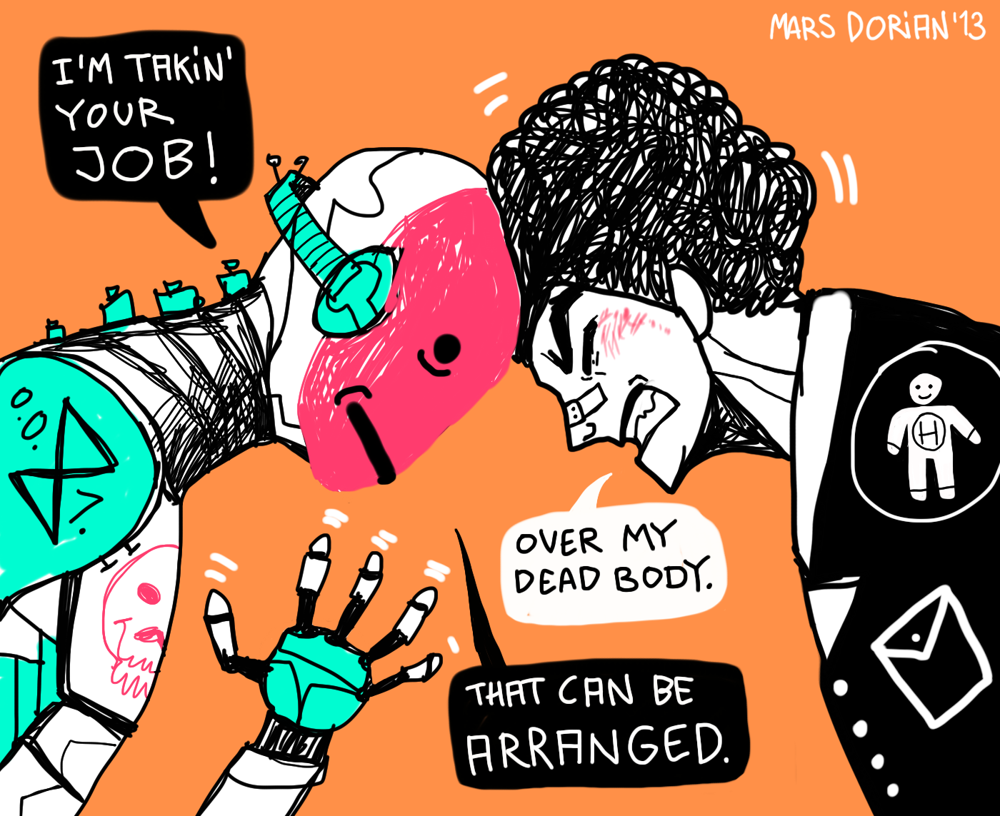 MARS DORiAN '13
I'M TAKiN'
YOUR
JOB!
OVER MY
DEAD BODY.
THAT CAN BE
ARRANGED.
H